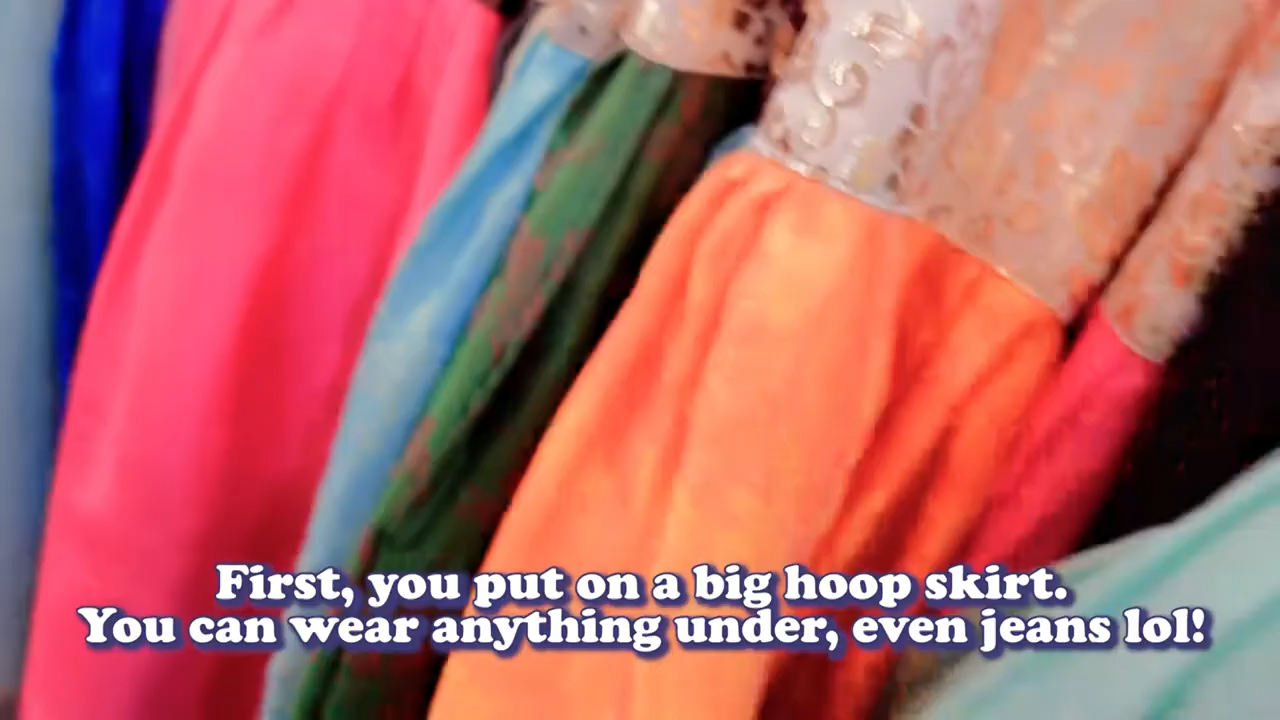 First, you put on a big hoop skirt.
You can wear anything under, even jeans lol!